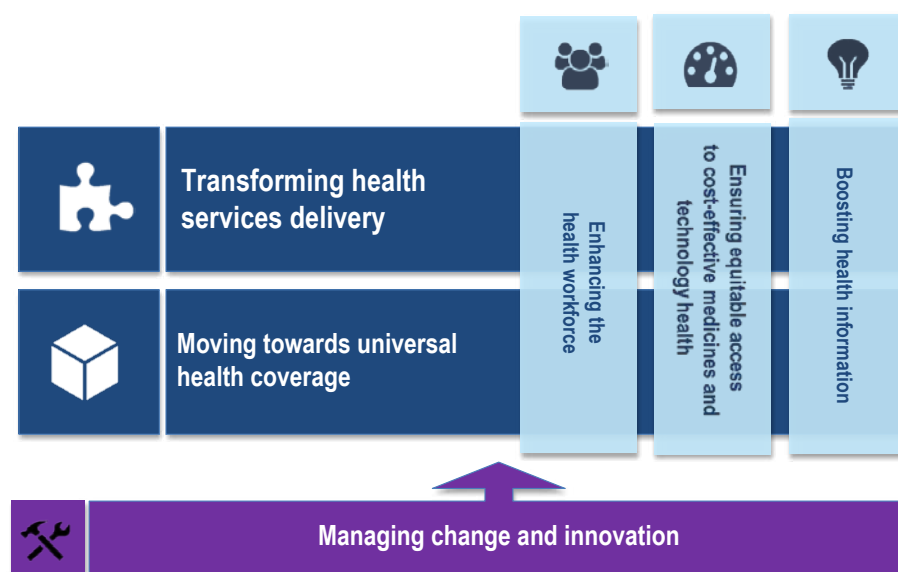 Transforming health
services delivery
Moving towards universal
health coverage
Enhancing the
health workforce
Ensuring equitable access
to cost-effective medicines and
technology health
Boosting health information
Managing change and innovation